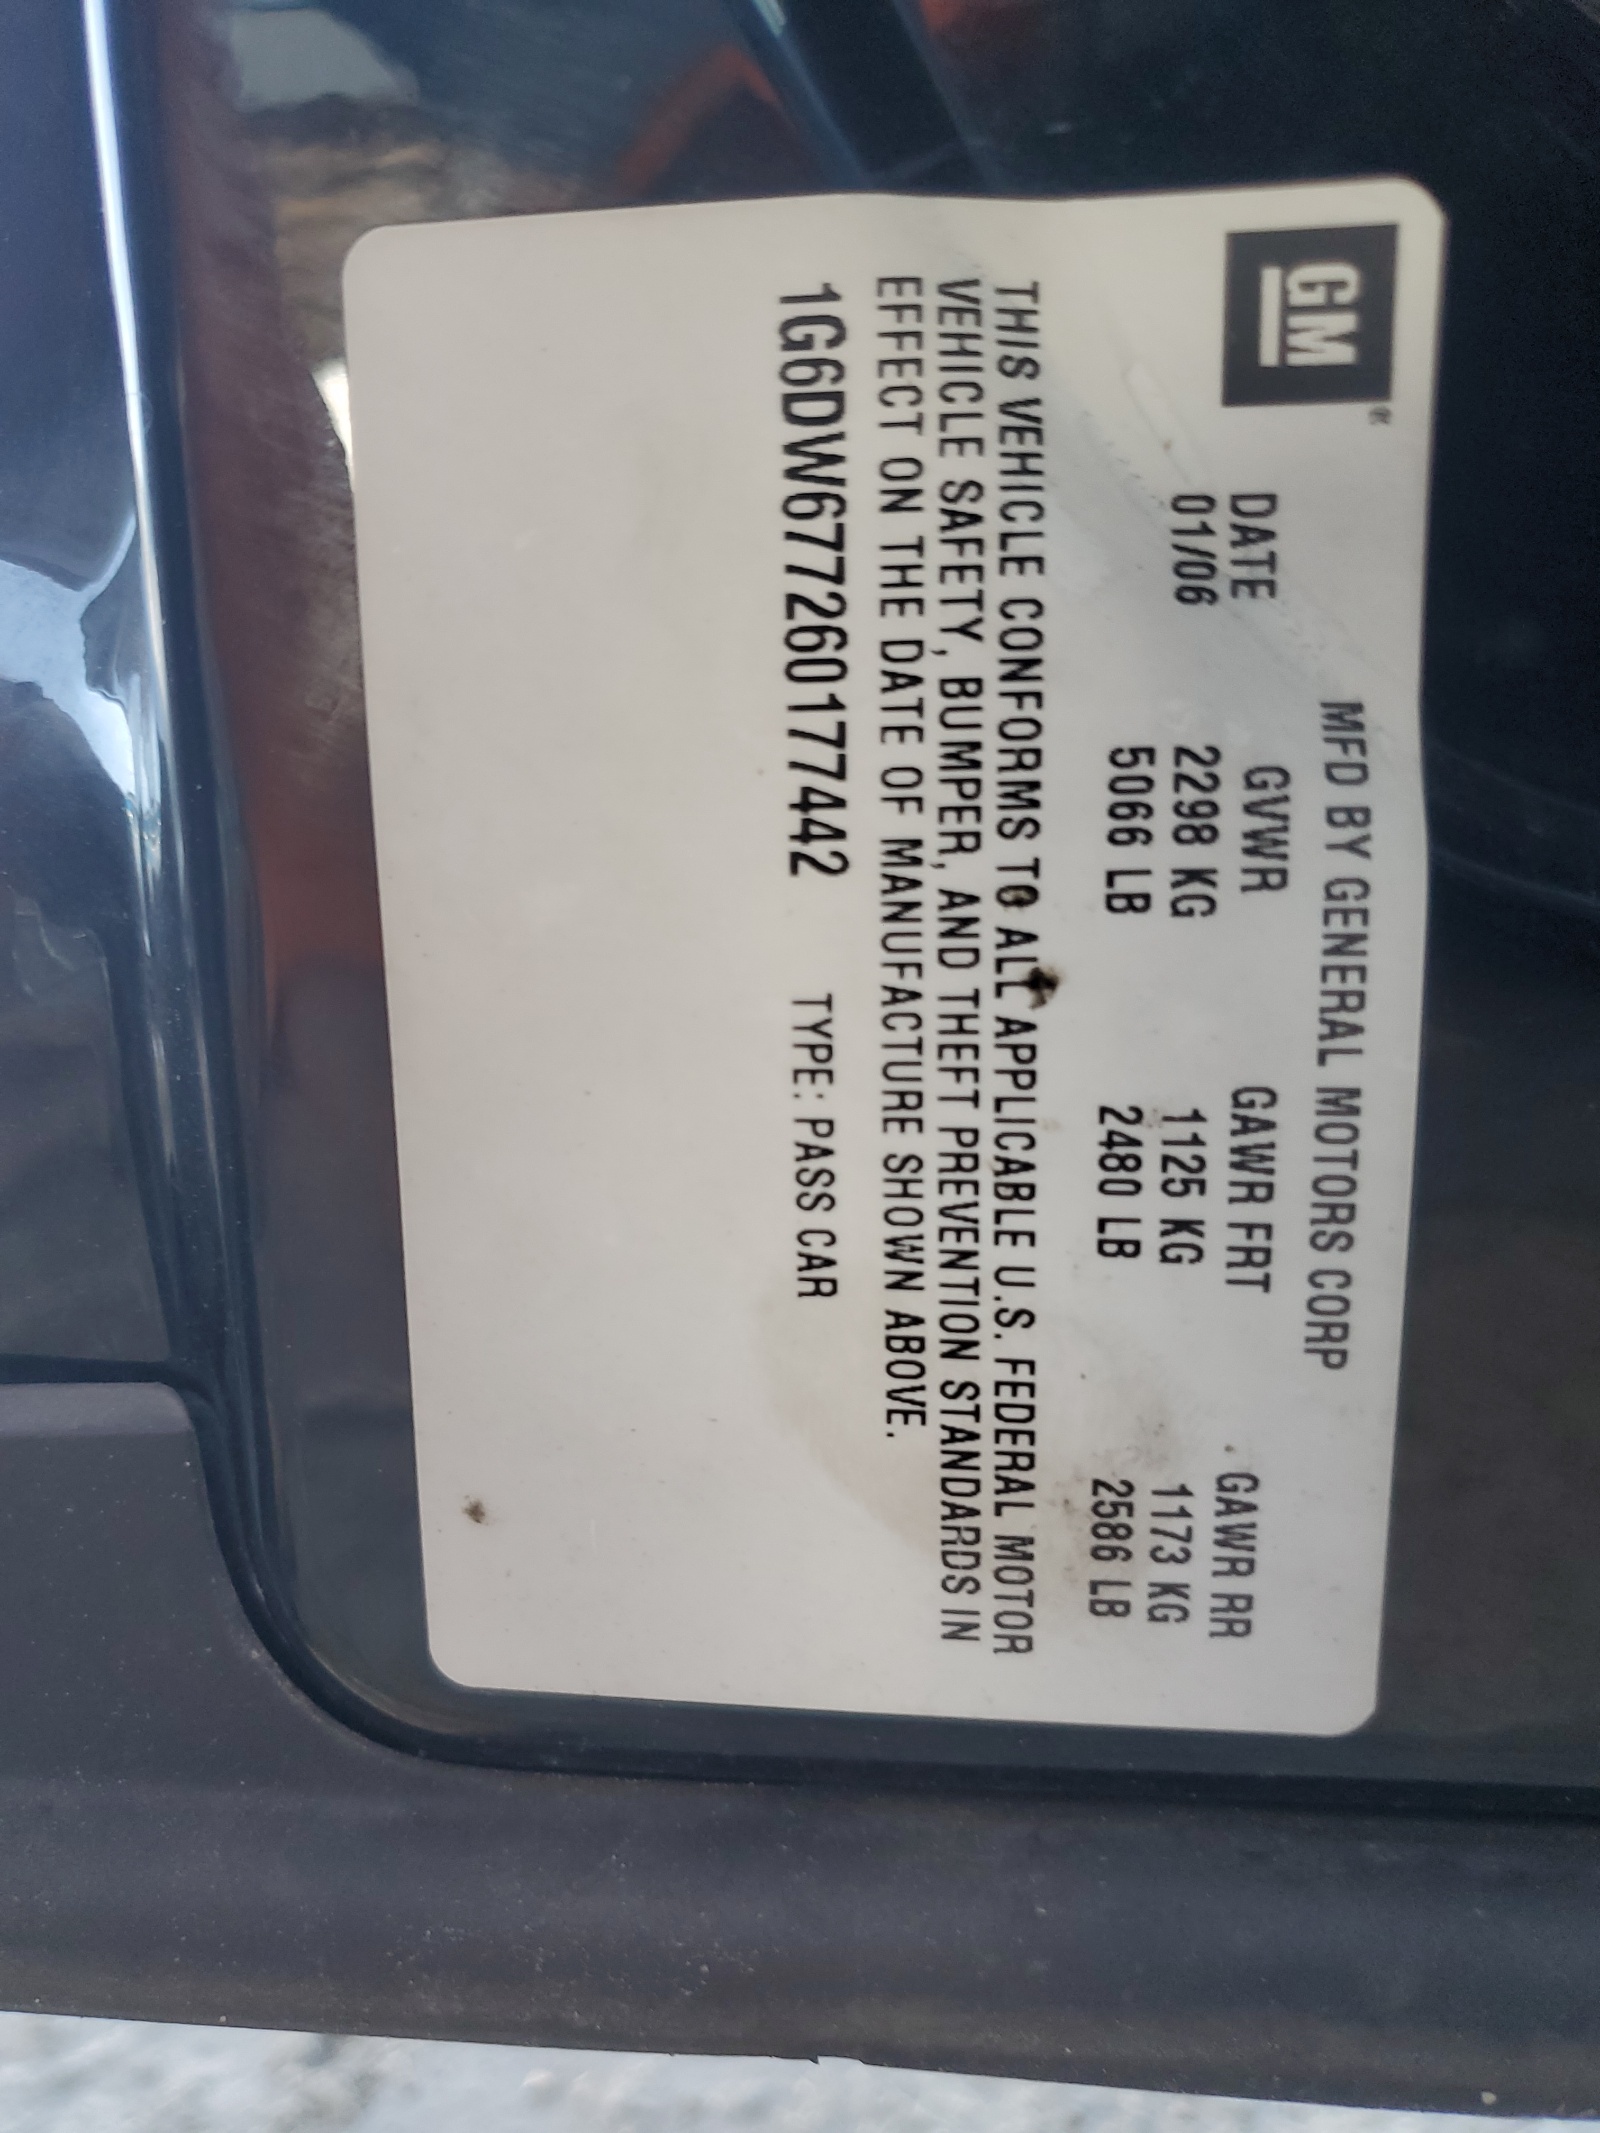 GM®
MFD BY GENERAL MOTORS CORP
DATE GVWR GAWR FRT GAWR RR
01/06 2298 KG 1125 KG 1173 KG
5066 LB 2480 LB 2586 LB
THIS VEHICLE CONFORMS TO ALL APPLICABLE U.S. FEDERAL MOTOR
VEHICLE SAFETY, BUMPER, AND THEFT PREVENTION STANDARDS IN
EFFECT ON THE DATE OF MANUFACTURE SHOWN ABOVE.
1G6DW677260177442 TYPE: PASS CAR